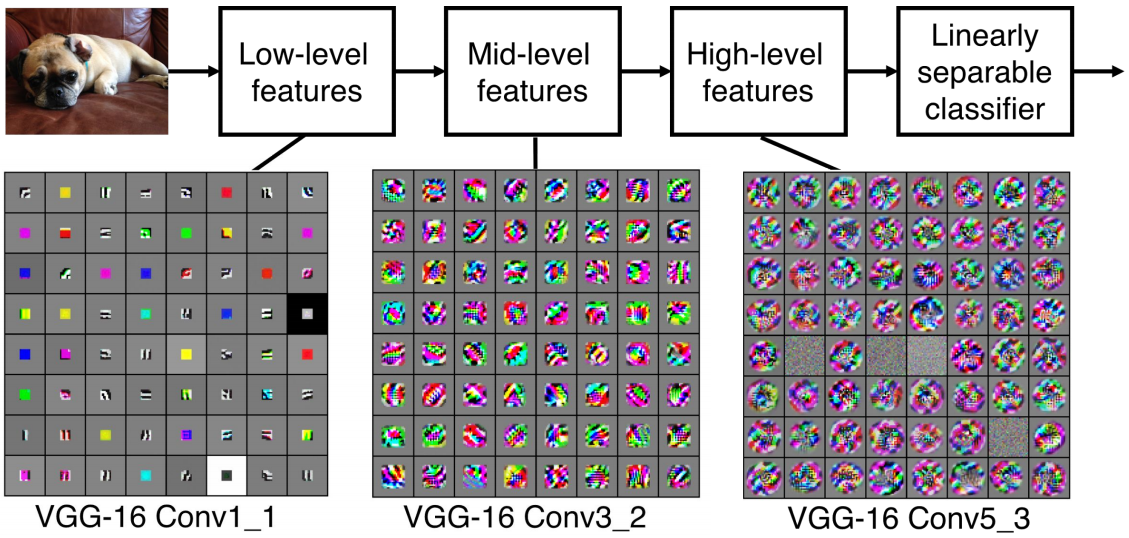 Low-level
features
Mid-level
features
High-level
features
Linearly
separable
classifier
VGG-16 Conv1_1
VGG-16 Conv3_2
VGG-16 Conv5_3